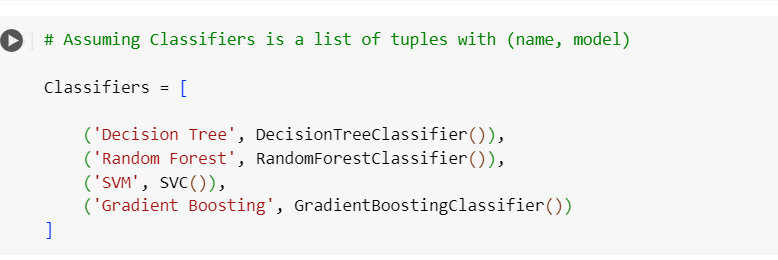 # Assuming Classifiers is a list of tuples with (name, model)
Classifiers = [
('Decision Tree', DecisionTreeClassifier()),
('Random Forest', RandomForestClassifier()),
('SVM', SVC()),
('Gradient Boosting', GradientBoostingClassifier())
]